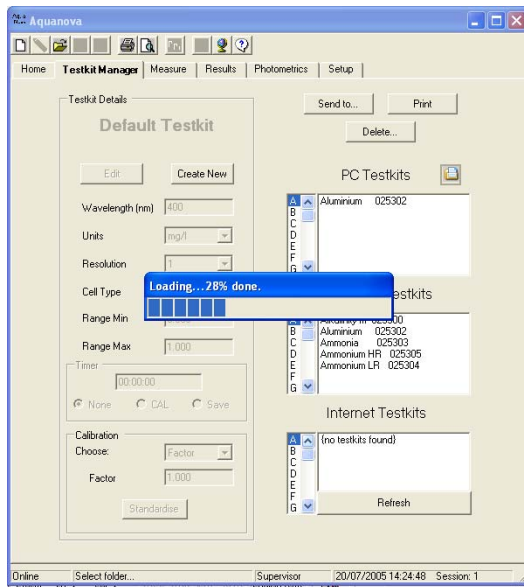 Aquanova
Home Testkit Manager Measure Results Photometrics Setup
Testkit Details
Default Testkit
Edit Create New
Wavelength (nm) 400
Units mg/l
Resolution 1
Cell Type
Range Min
Range Max 1.000
Timer
00:00:00
None CAL Save
Calibration
Choose: Factor
Factor 1.000
Standardise
Loading...28% done.
Send to... Print
Delete...
PC Testkits
A
B
C
D
E
F
G
Aluminium 025302
estkits
A
B
C
D
E
F
G
Aluminium 025302
Ammonia 025303
Ammonium HR 025305
Ammonium LR 025304
Internet Testkits
A
B
C
D
E
F
G
{no testkits found}
Refresh
Online Select folder... Supervisor 20/07/2005 14:24:48 Session: 1